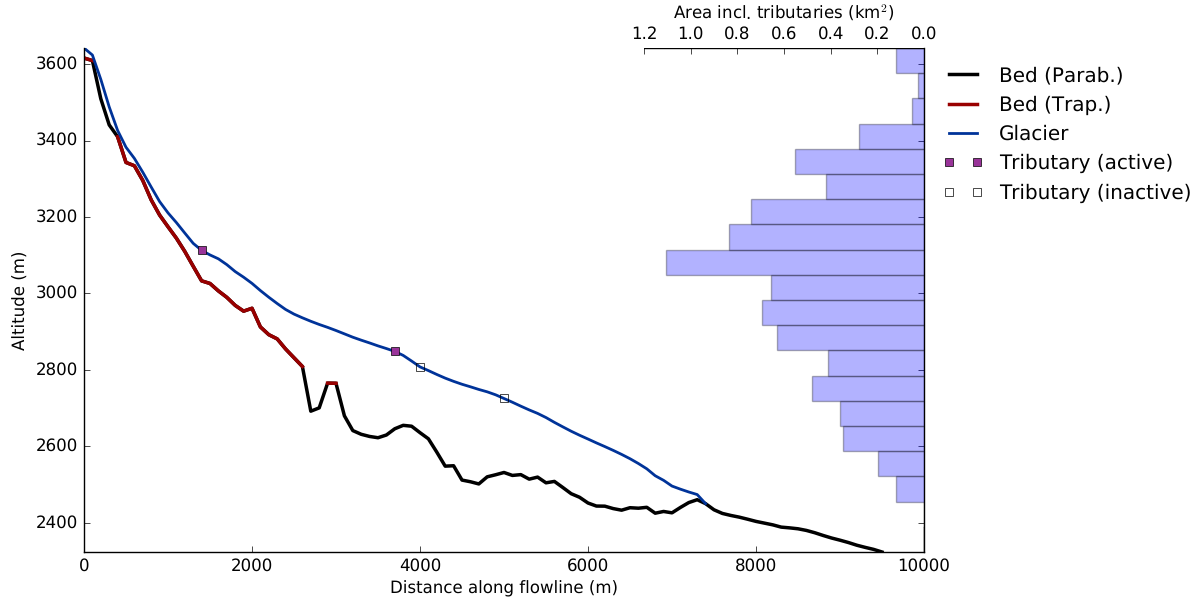 Area incl. tributaries (km²)
1.2 1.0 0.8 0.6 0.4 0.2 0.0
3600
3400
3200
3000
2800
2600
2400
Altitude (m)
0 2000 4000 6000 8000 10000
Distance along flowline (m)
Bed (Parab.)
Bed (Trap.)
Glacier
Tributary (active)
Tributary (inactive)